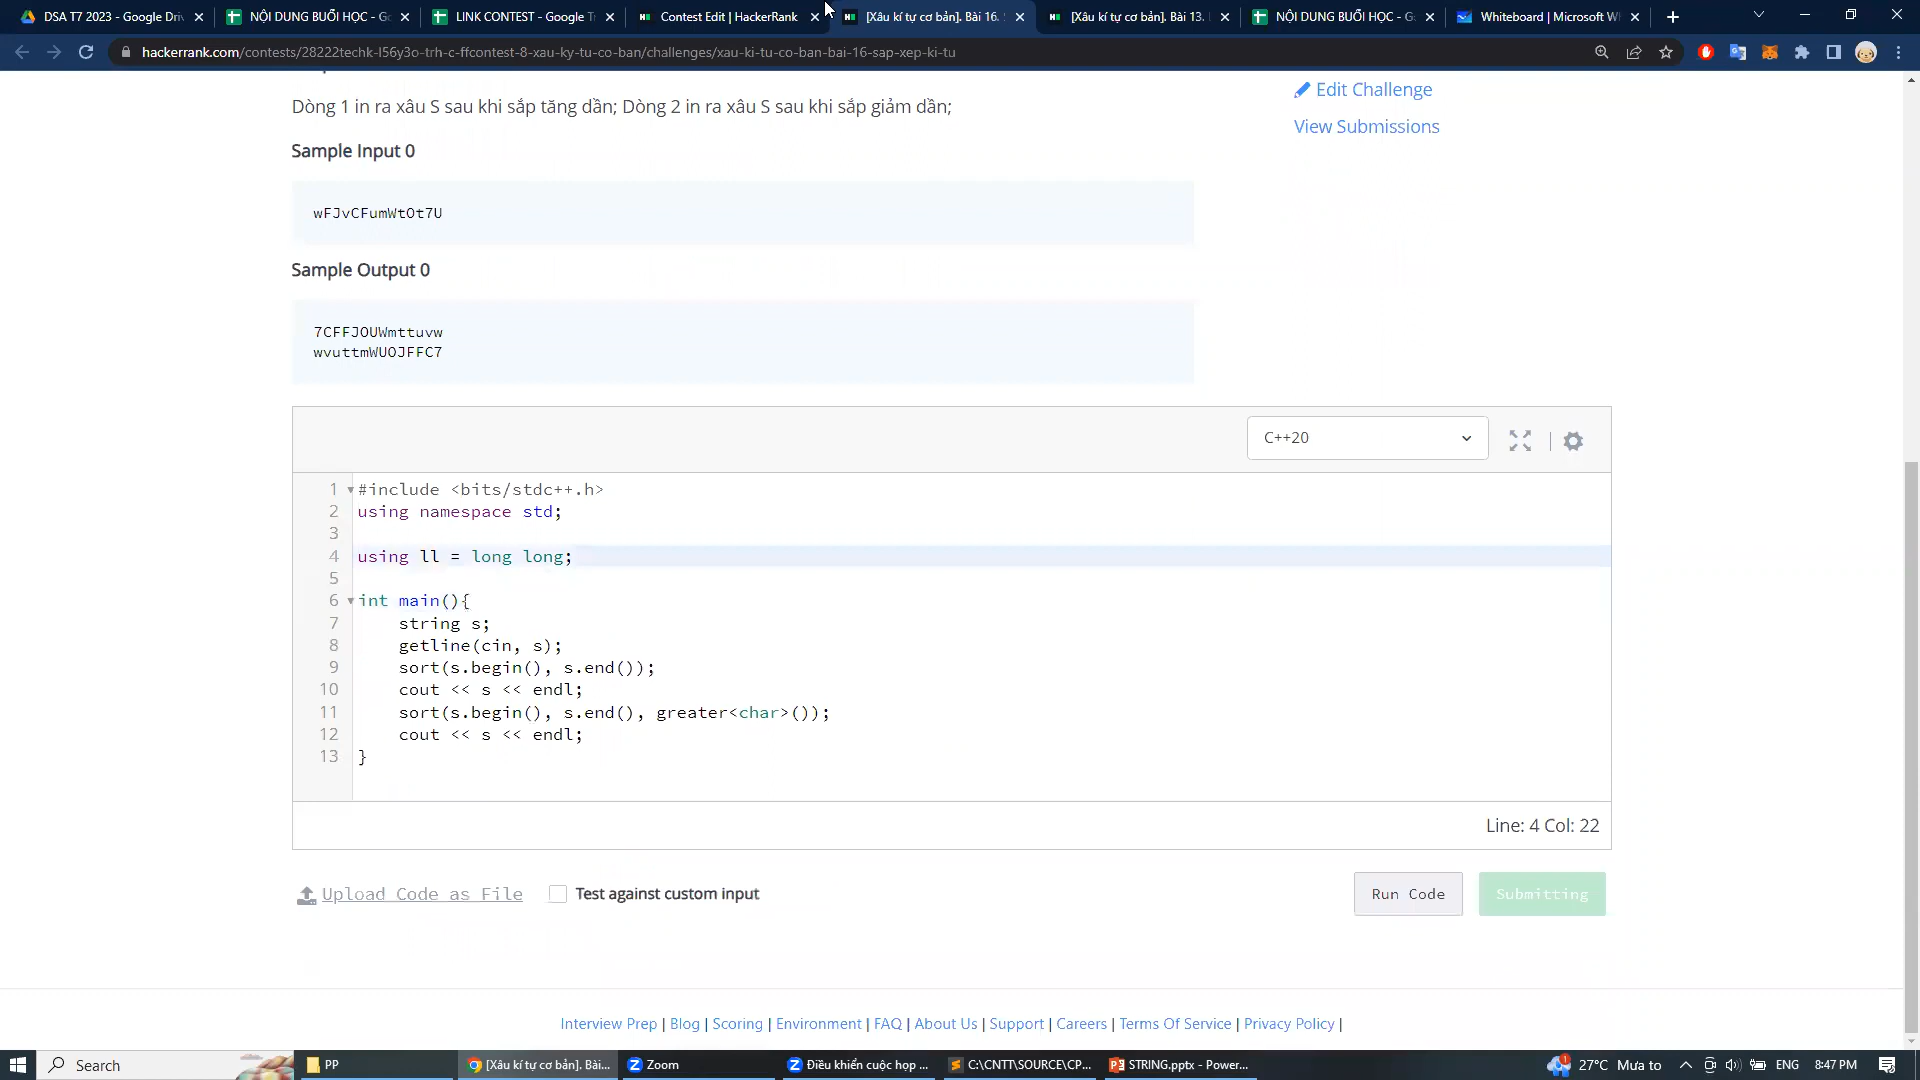 DSA T7 2023 - Google Driv
NỘI DUNG BUỔI HỌC - Go
LINK CONTEST - Google Tr
Contest Edit | HackerRank
[Xâu kí tự cơ bản]. Bài 16.
[Xâu kí tự cơ bản]. Bài 13.
NỘI DUNG BUỔI HỌC - Go
Whiteboard | Microsoft W
hackerrank.com/contests/28222techk-l56y3o-trh-c-ffcontest-8-xau-ky-tu-co-ban/challenges/xau-ki-tu-co-ban-bai-16-sap-xep-ki-tu
Edit Challenge
Dòng 1 in ra xâu S sau khi sắp tăng dần; Dòng 2 in ra xâu S sau khi sắp giảm dần;
View Submissions
Sample Input 0
wFJvCFumWtOt7U
Sample Output 0
7CFFJOUWmttuvw
wvuttmWUOJFFC7
C++20
1 #include <bits/stdc++.h>
2 using namespace std;
3
4 using ll = long long;
5
6 int main(){
7 string s;
8 getline(cin, s);
9 sort(s.begin(), s.end());
10 cout << s << endl;
11 sort(s.begin(), s.end(), greater<char>());
12 cout << s << endl;
13 }
Line: 4 Col: 22
Upload Code as File
Test against custom input
Run Code
Submitting
Interview Prep | Blog | Scoring | Environment | FAQ | About Us | Support | Careers | Terms Of Service | Privacy Policy |
Search
PP
[Xâu kí tự cơ bản]. Bài...
Zoom
Điều khiển cuộc họp ...
C:\CNTT\SOURCE\CP...
STRING.pptx - Power...
1
27°C Mưa to
ENG
8:47 PM